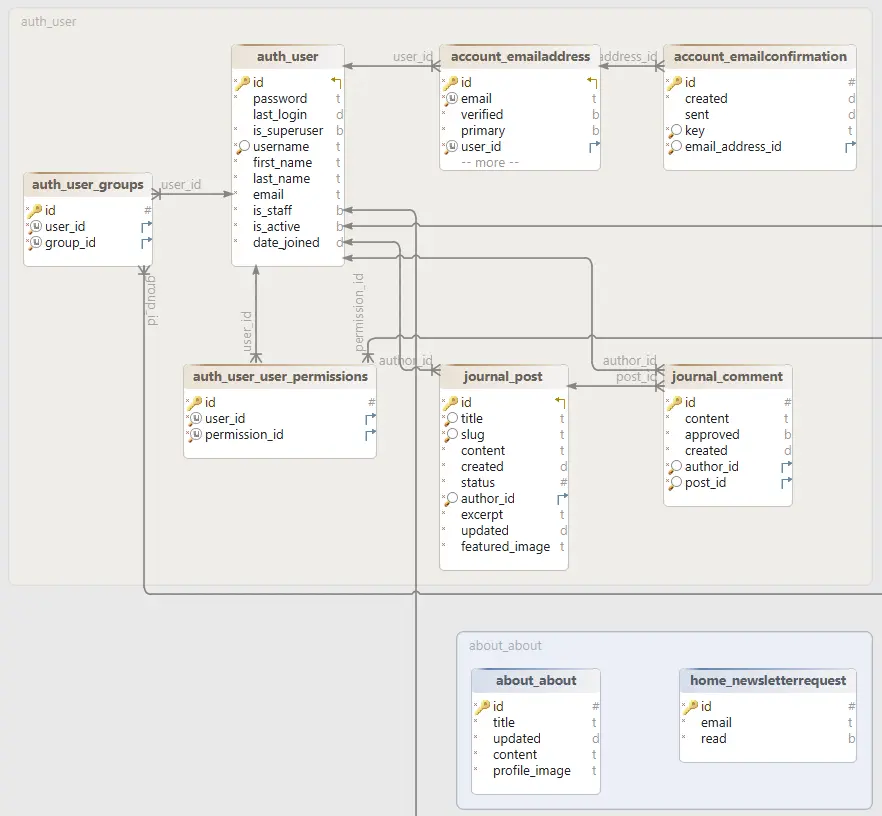 auth_user
auth_user
id
password t
last_login d
is_superuser b
username t
first_name t
last_name t
email t
is_staff b
is_active b
date_joined d
user_id
account_emailaddress
id
email t
verified b
primary b
user_id
-- more --
address_id
account_emailconfirmation
id #
created d
sent d
key t
email_address_id
auth_user_groups
id #
user_id
group_id
user_id
group_id
user_id
permission_id
auth_user_user_permissions
id #
user_id
permission_id
author_id
journal_post
id
title t
slug t
content t
created d
status #
author_id
excerpt t
updated d
featured_image t
author_id
post_id
journal_comment
id #
content t
approved b
created d
author_id
post_id
about_about
about_about
id #
title t
updated d
content t
profile_image t
home_newsletterrequest
id #
email t
read b